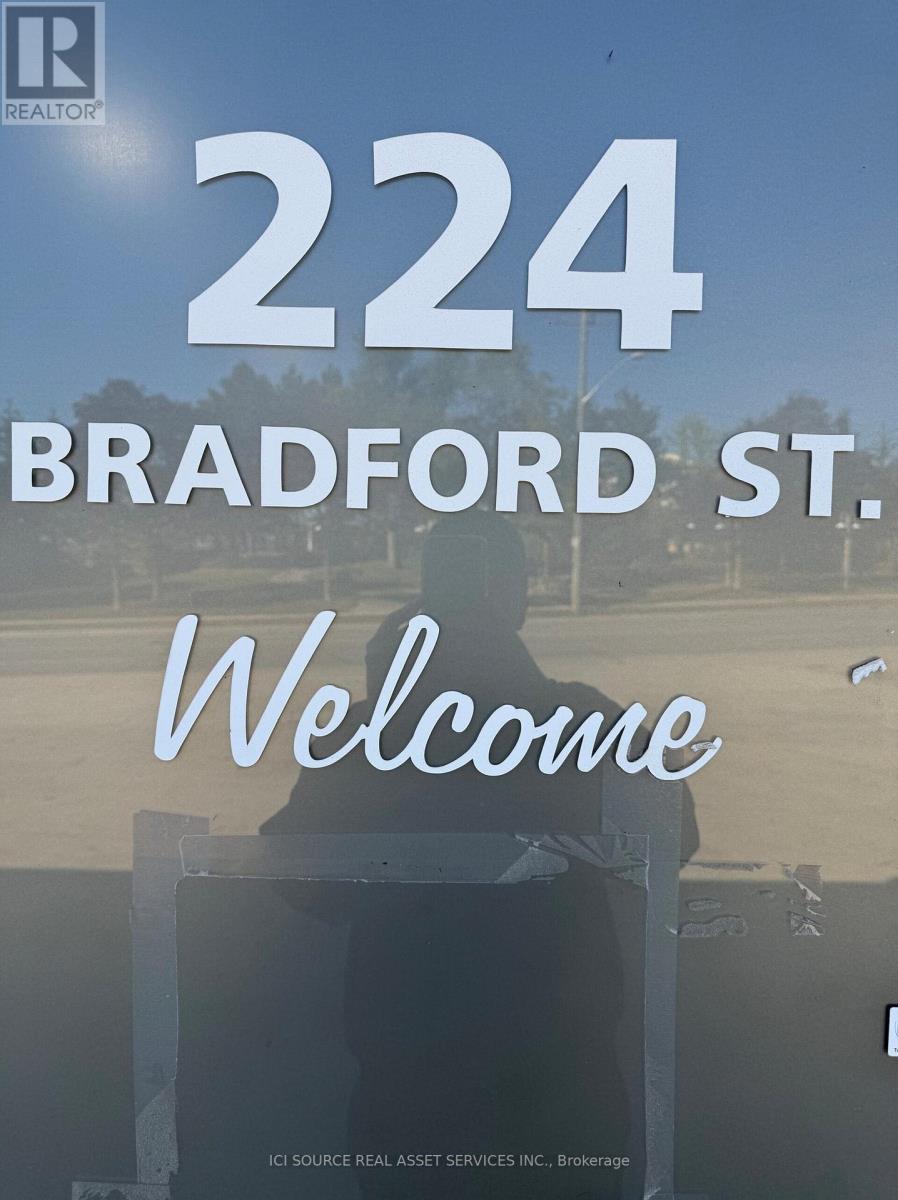 REALTOR®
224
BRADFORD ST.
Welcome
ICI SOURCE REAL ASSET SERVICES INC., Brokerage